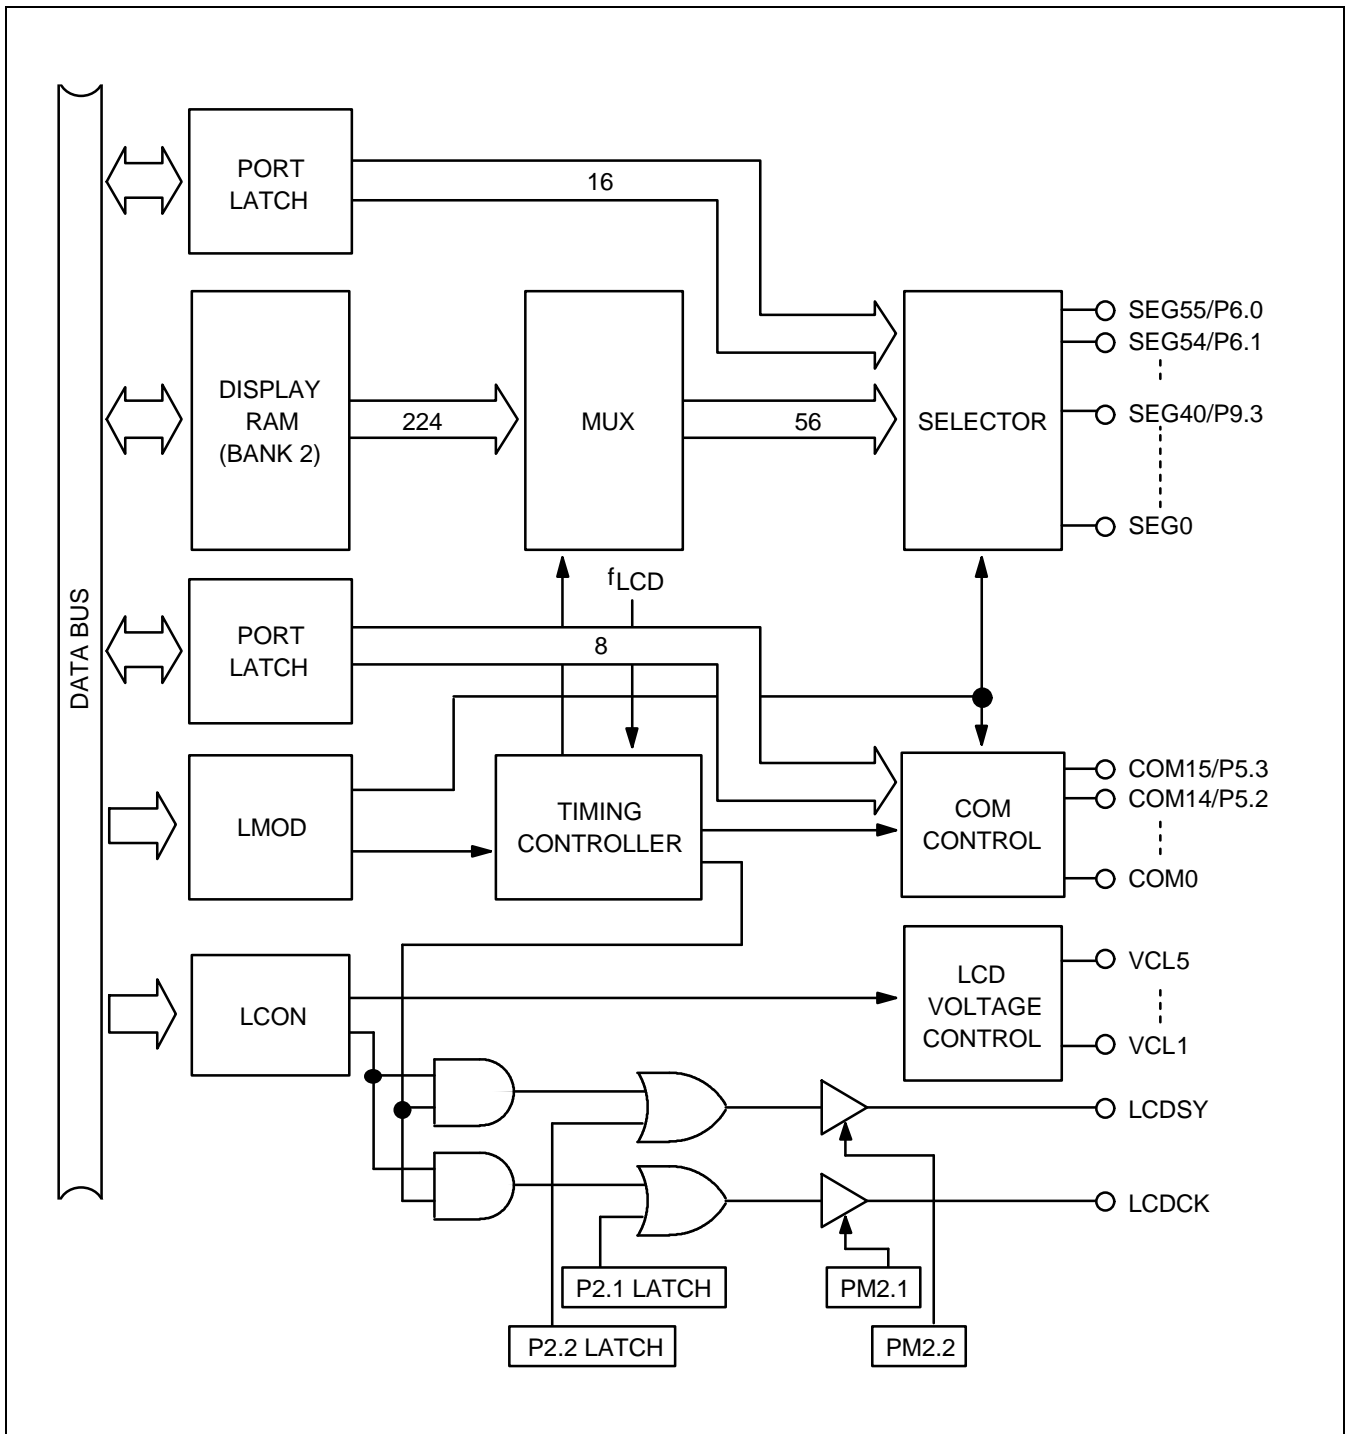 DATA BUS
PORT
LATCH
16
DISPLAY
RAM
(BANK 2)
224
MUX
56
SELECTOR
SEG55/P6.0
SEG54/P6.1
SEG40/P9.3
SEG0
fLCD
PORT
LATCH
8
LMOD
TIMING
CONTROLLER
COM
CONTROL
COM15/P5.3
COM14/P5.2
COM0
LCON
LCD
VOLTAGE
CONTROL
VCL5
VCL1
LCDSY
LCDCK
P2.1 LATCH
PM2.1
P2.2 LATCH
PM2.2